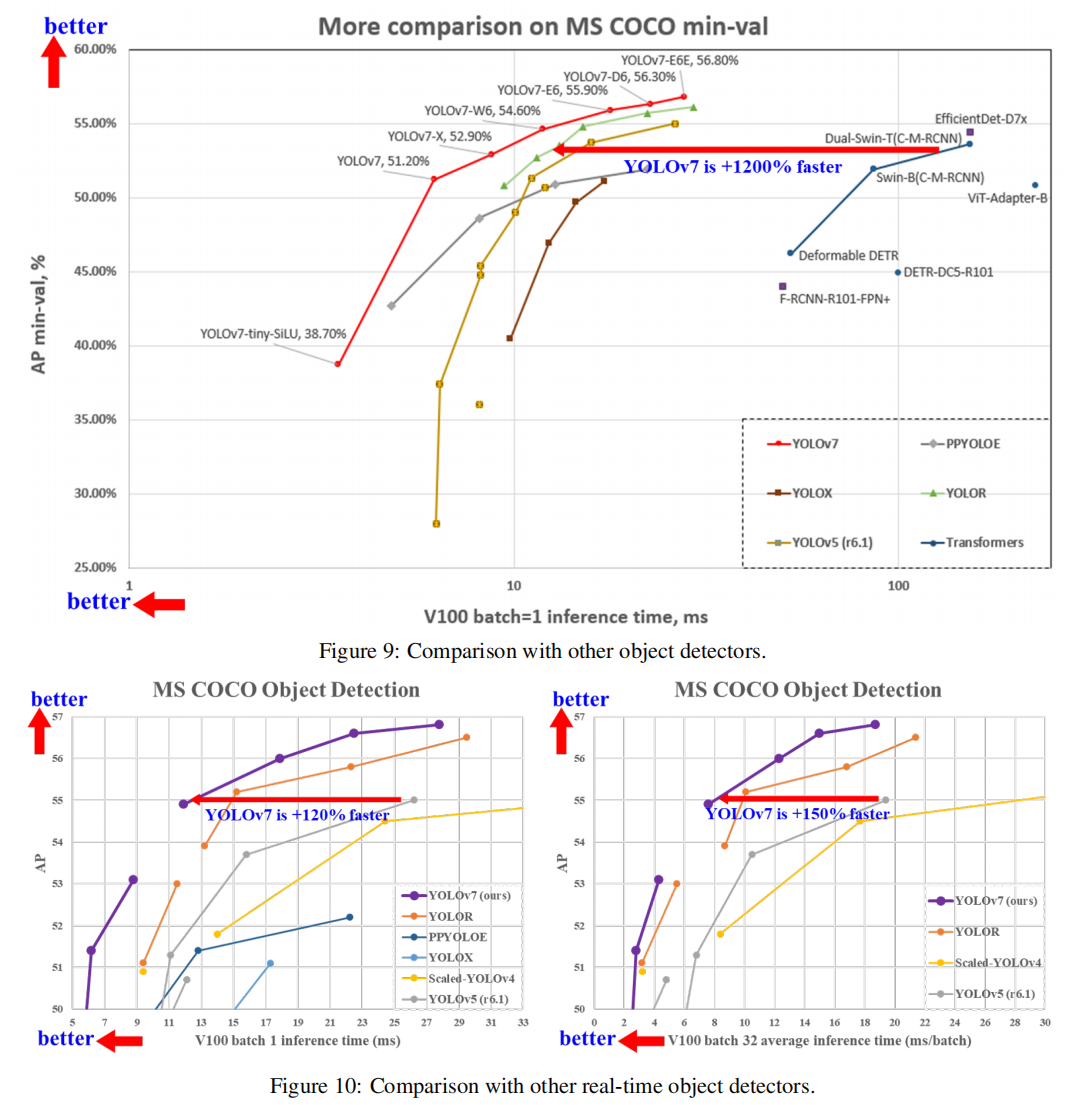 better
More comparison on MS COCO min-val
60.00%
55.00%
50.00%
45.00%
40.00%
35.00%
30.00%
25.00%
AP min-val, %
YOLOv7-E6E, 56.80%
YOLOv7-D6, 56.30%
YOLOv7-E6, 55.90%
YOLOv7-W6, 54.60%
YOLOv7-X, 52.90%
YOLOv7, 51.20%
YOLOv7-tiny-SiLU, 38.70%
EfficientDet-D7x
Dual-Swin-T(C-M-RCNN)
YOLOv7 is +1200% faster
Swin-B(C-M-RCNN)
ViT-Adapter-B
Deformable DETR
DETR-DC5-R101
F-RCNN-R101-FPN+
YOLOv7
PPYOLOE
YOLOX
YOLOR
YOLOv5 (r6.1)
Transformers
1
10
100
better
V100 batch=1 inference time, ms
Figure 9: Comparison with other object detectors.
better
MS COCO Object Detection
57
56
55
54
53
52
51
50
AP
YOLOv7 is +120% faster
YOLOv7 (ours)
YOLOR
PPYOLOE
YOLOX
Scaled-YOLOv4
YOLOv5 (r6.1)
5 7 9 11 13 15 17 19 21 23 25 27 29 31 33
better
V100 batch 1 inference time (ms)
better
MS COCO Object Detection
57
56
55
54
53
52
51
50
AP
YOLOv7 is +150% faster
YOLOv7 (ours)
YOLOR
Scaled-YOLOv4
YOLOv5 (r6.1)
0 2 4 6 8 10 12 14 16 18 20 22 24 26 28 30
better
V100 batch 32 average inference time (ms/batch)
Figure 10: Comparison with other real-time object detectors.